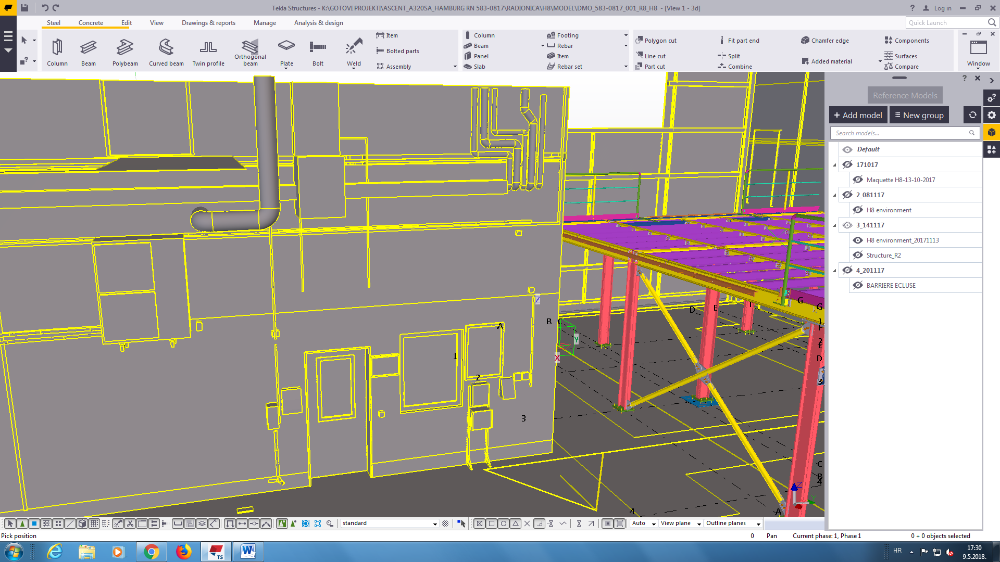 Tekla Structures - K:\GOTOVI PROJEKTI\ASCENT_A320SA_HAMBURG RN 583-0817\RADIONICA\H8\MODEL\DMO_583-0817_001_R8_H8 - [View 1 - 3d]
? Log in
Steel Concrete Edit View Drawings & reports Manage Analysis & design
Quick Launch
Column
Beam
Polybeam
Curved beam
Twin profile
Orthogonal beam
Plate
Bolt
Weld
Item
Bolted parts
Assembly
Column
Beam
Panel
Slab
Footing
Rebar
Item
Rebar set
Polygon cut
Line cut
Part cut
Fit part end
Split
Combine
Chamfer edge
Added material
Components
Surfaces
Compare
Window
Reference Models
+ Add model
New group
Search models...
Default
171017
Maquette H8-13-10-2017
2_081117
H8 environment
3_141117
H8 environment_20171113
Structure_R2
4_201117
BARRIERE ECLUSE
Z
A
B
C
Y
X
1
2
3
4
D
E
F
G
G
1
F
2
E
D
C
B
4
A
Z
Y
X
standard
Auto
View plane
Outline planes
Pick position
0
Pan
Current phase: 1, Phase 1
0 + 0 objects selected
TS
W
HR
17:30
9.5.2018.